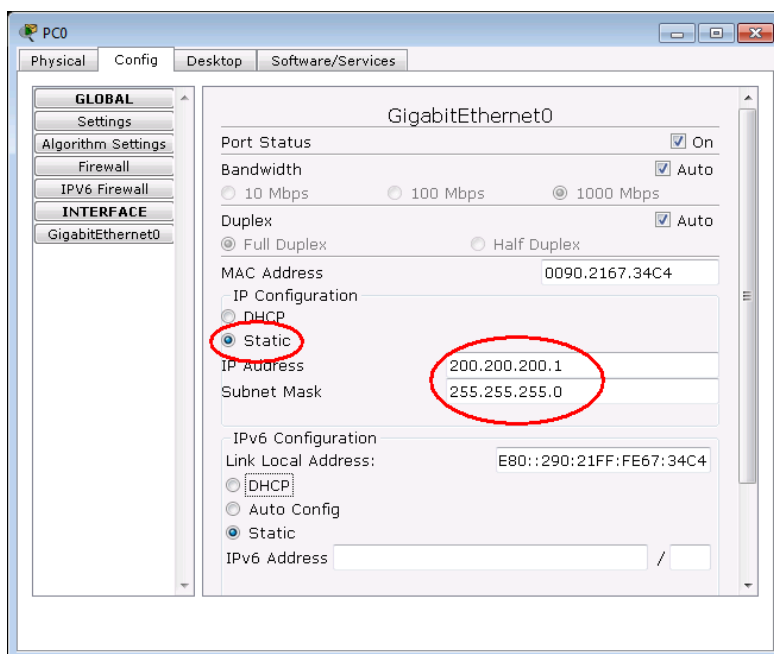 PC0
Physical Config Desktop Software/Services
GLOBAL
Settings
Algorithm Settings
Firewall
IPV6 Firewall
INTERFACE
GigabitEthernet0
GigabitEthernet0
Port Status On
Bandwidth Auto
10 Mbps 100 Mbps 1000 Mbps
Duplex Auto
Full Duplex Half Duplex
MAC Address 0090.2167.34C4
IP Configuration
DHCP
Static
IP Address 200.200.200.1
Subnet Mask 255.255.255.0
IPv6 Configuration
Link Local Address: E80::290:21FF:FE67:34C4
DHCP
Auto Config
Static
IPv6 Address /